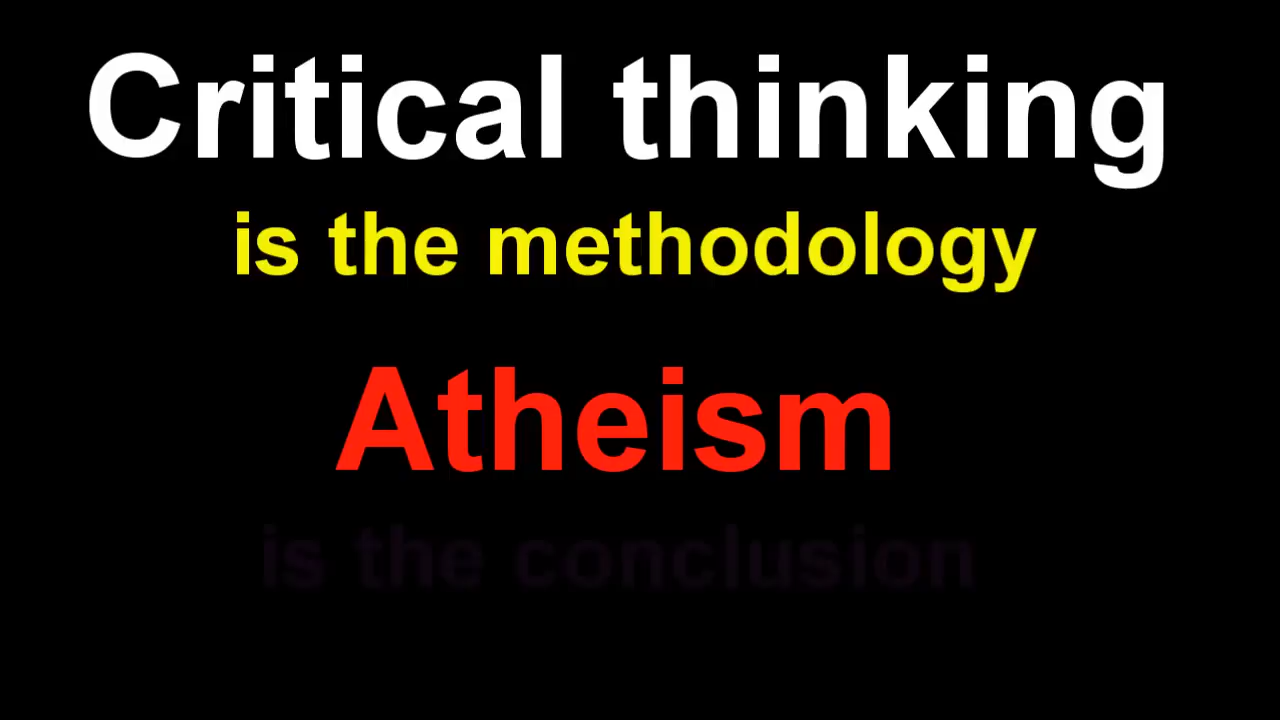 Critical thinking
is the methodology
Atheism
is the conclusion